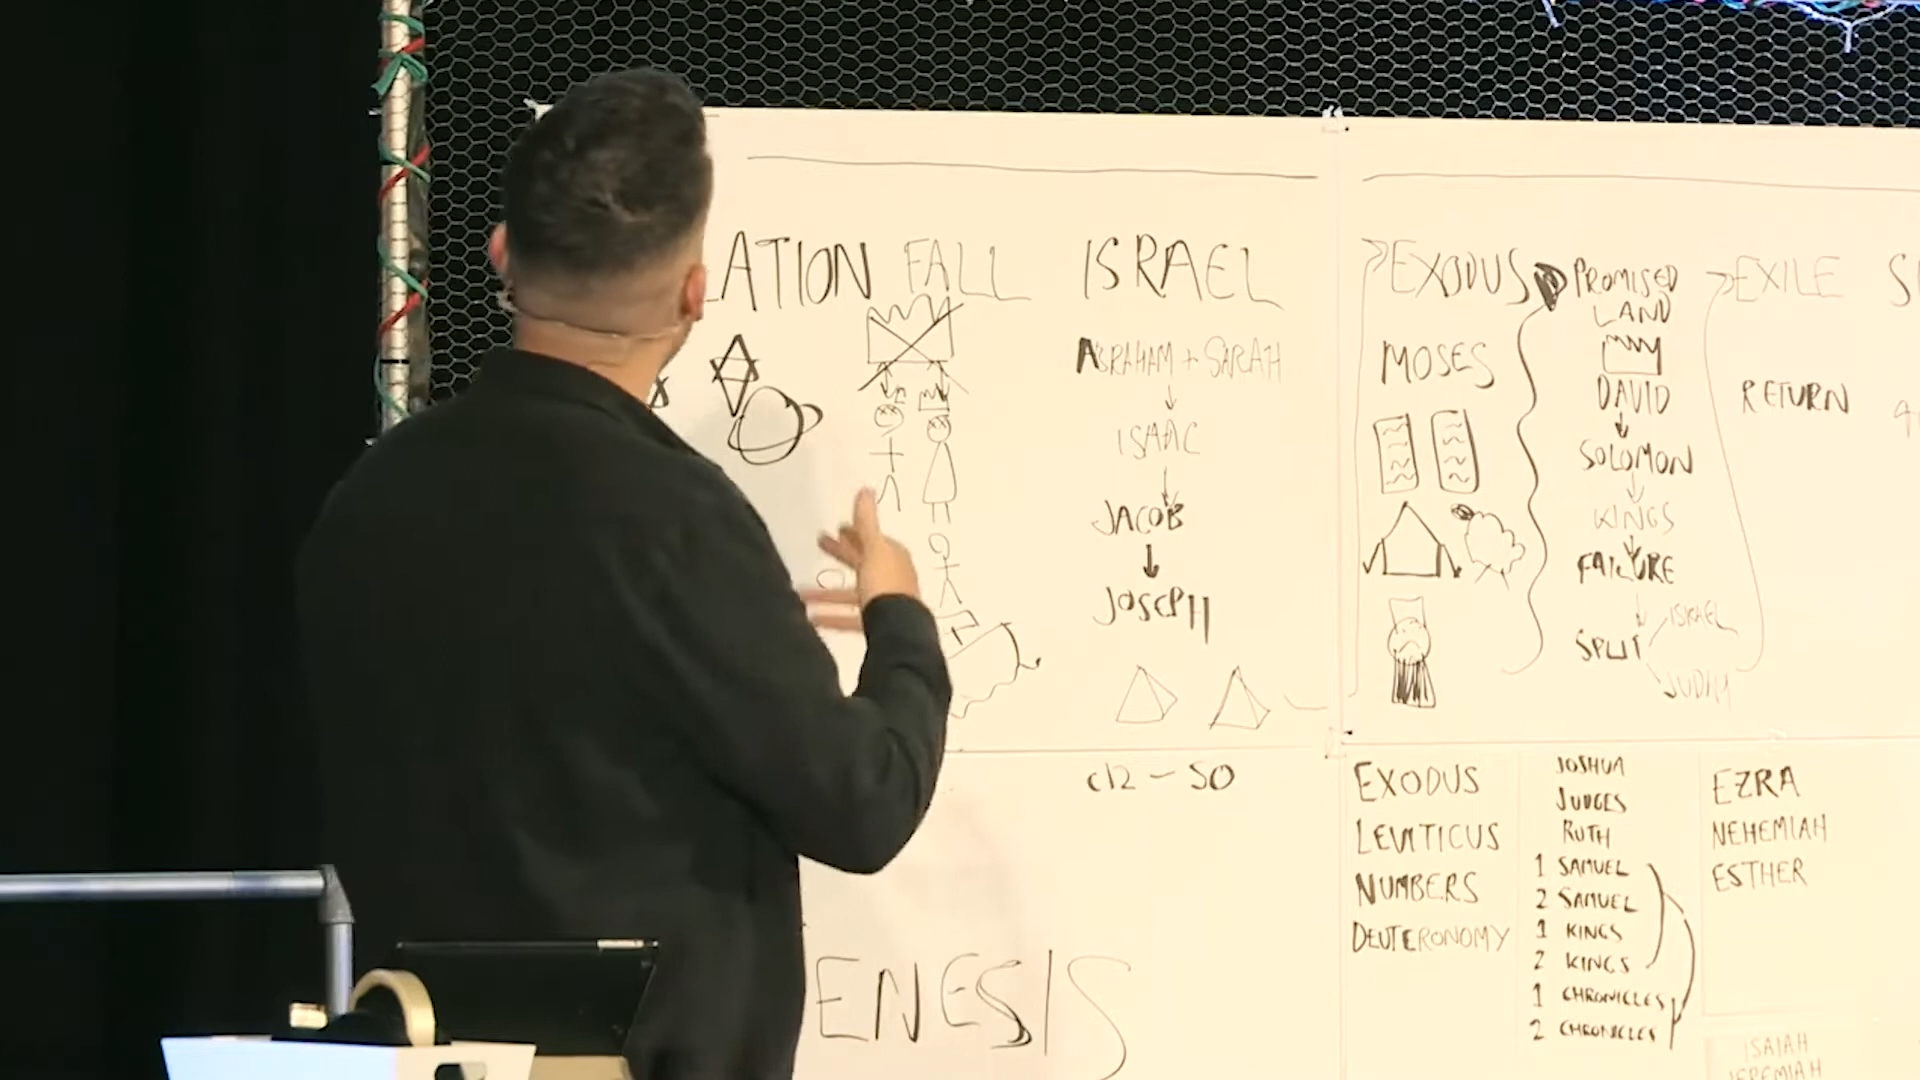 ATION FALL ISRAEL
ABRAHAM + SARAH
ISAAC
JACOB
JOSEPH
C12 - 50
ENESIS
EXODUS
MOSES
EXODUS
LEVITICUS
NUMBERS
DEUTERONOMY
PROMISED
LAND
DAVID
SOLOMON
KINGS
FAILURE
SPLIT
ISRAEL
JUDAH
JOSHUA
JUDGES
RUTH
1 SAMUEL
2 SAMUEL
1 KINGS
2 KINGS
1 CHRONICLES
2 CHRONICLES
EXILE
RETURN
EZRA
NEHEMIAH
ESTHER
ISAIAH
JEREMIAH